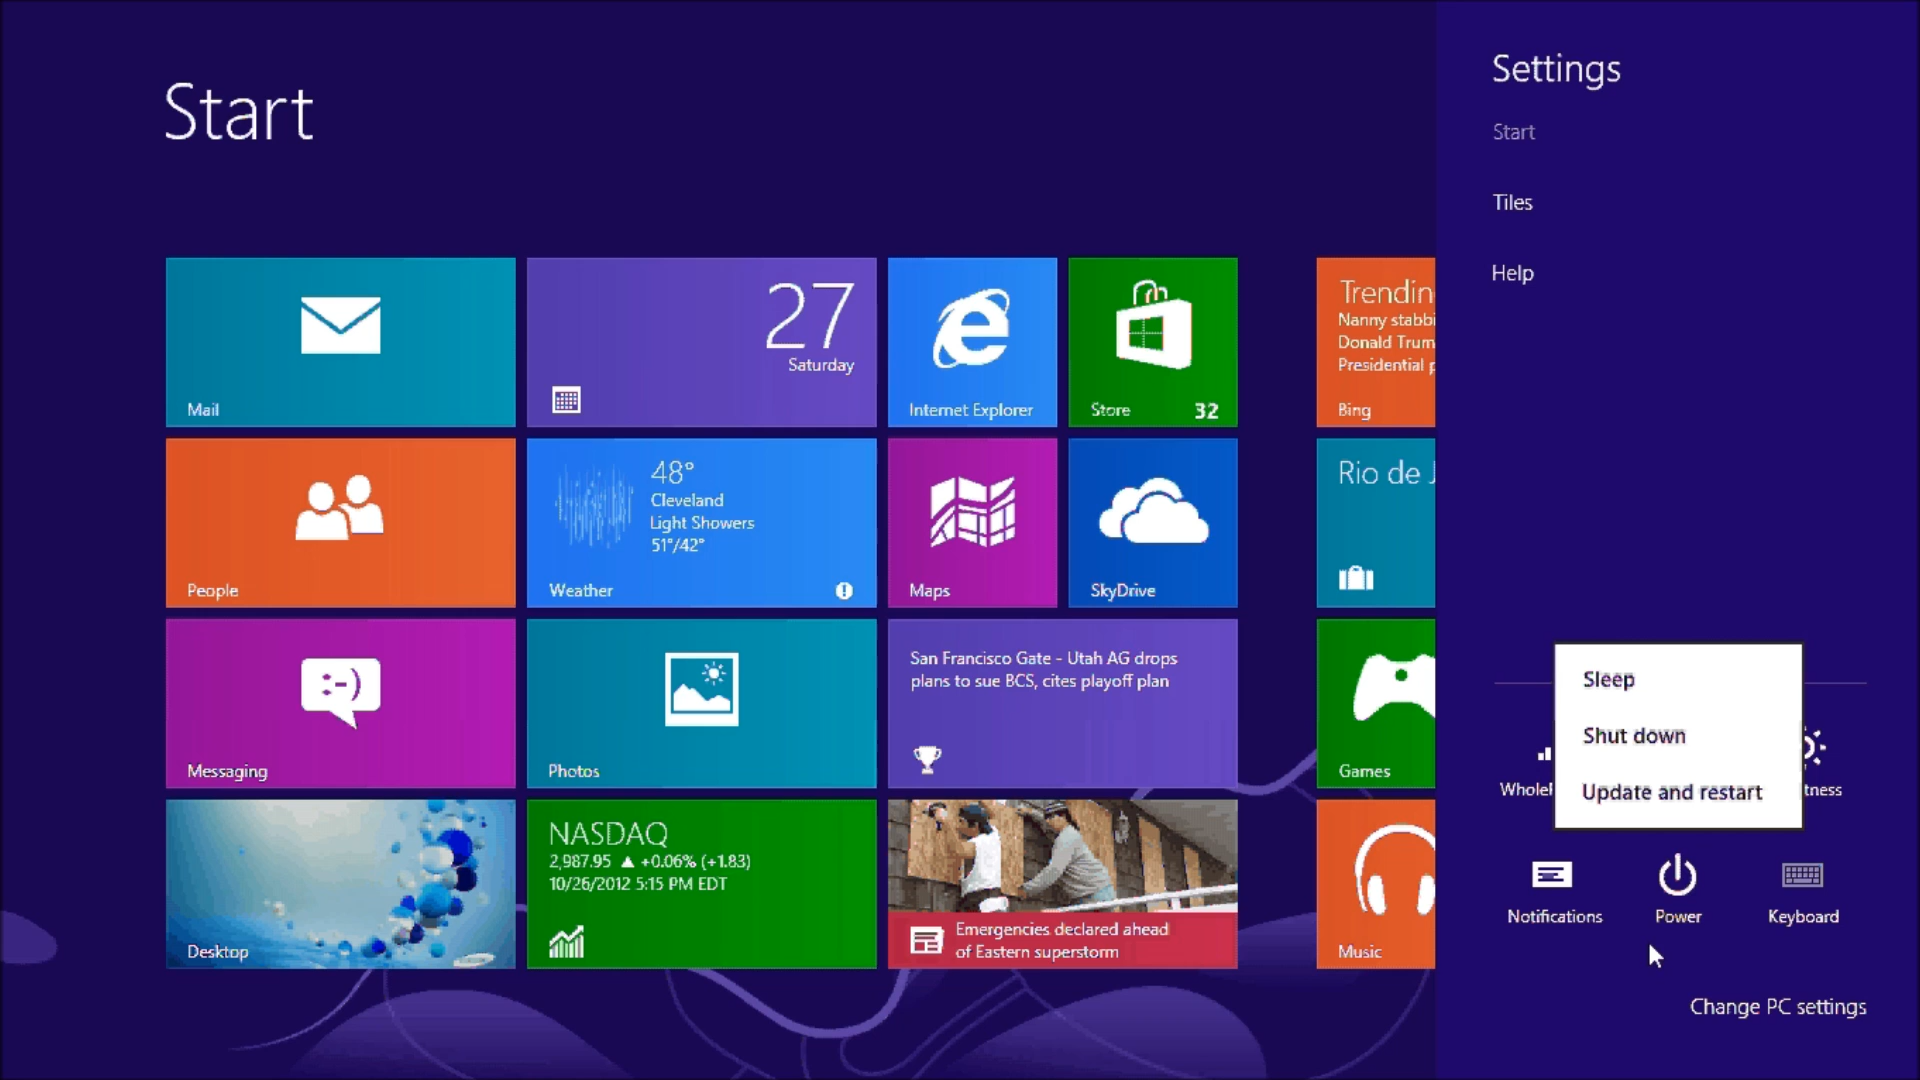 Start
Mail
27
Saturday
Internet Explorer
Store
32
Trendin
Nanny stabbi
Donald Trum
Presidential p
Bing
People
48°
Cleveland
Light Showers
51°/42°
Weather
Maps
SkyDrive
Rio de J
Messaging
:-)
Photos
San Francisco Gate - Utah AG drops
plans to sue BCS, cites playoff plan
Games
Desktop
NASDAQ
2,987.95 ▲ +0.06% (+1.83)
10/26/2012 5:15 PM EDT
Emergencies declared ahead
of Eastern superstorm
Music
Settings
Start
Tiles
Help
Sleep
Shut down
Update and restart
Whole
tness
Notifications
Power
Keyboard
Change PC settings